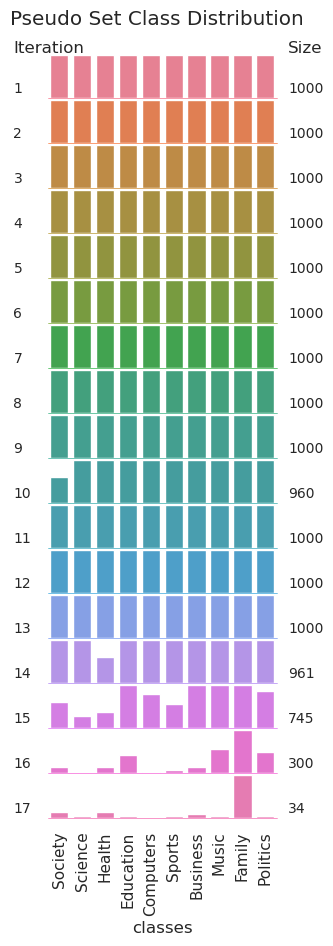 Pseudo Set Class Distribution
Iteration Size
1 1000
2 1000
3 1000
4 1000
5 1000
6 1000
7 1000
8 1000
9 1000
10 960
11 1000
12 1000
13 1000
14 961
15 745
16 300
17 34
Society
Science
Health
Education
Computers
Sports
Business
Music
Family
Politics
classes